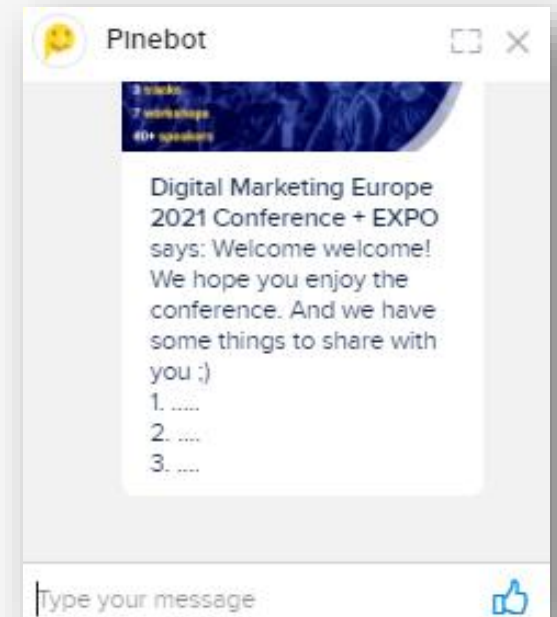 Pinebot
3 tracks
7 workshops
40+ speakers
Digital Marketing Europe
2021 Conference + EXPO
says: Welcome welcome!
We hope you enjoy the
conference. And we have
some things to share with
you ;)
1. .....
2. ....
3. ....
Type your message